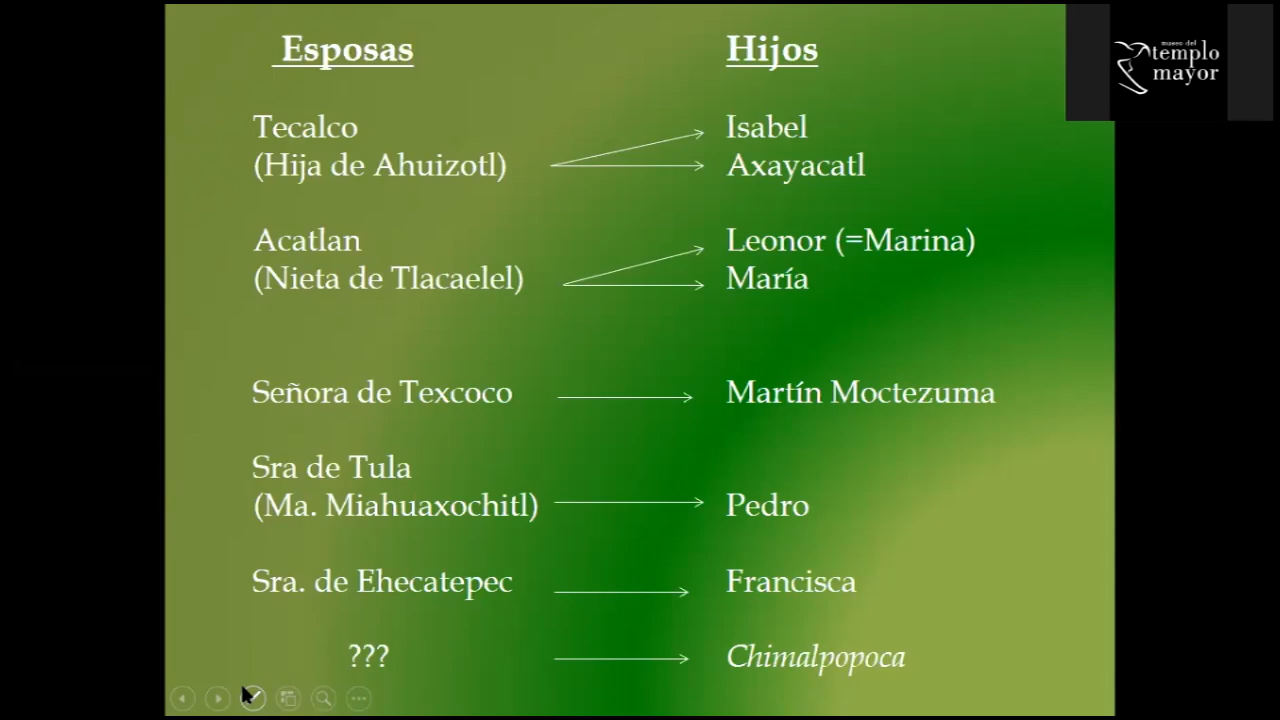 Esposas
Hijos
museo del
templo
mayor
Tecalco
(Hija de Ahuizotl)
Isabel
Axayacatl
Acatlan
(Nieta de Tlacaelel)
Leonor (=Marina)
María
Señora de Texcoco
Martín Moctezuma
Sra de Tula
(Ma. Miahuaxochitl)
Pedro
Sra. de Ehecatepec
Francisca
???
Chimalpopoca